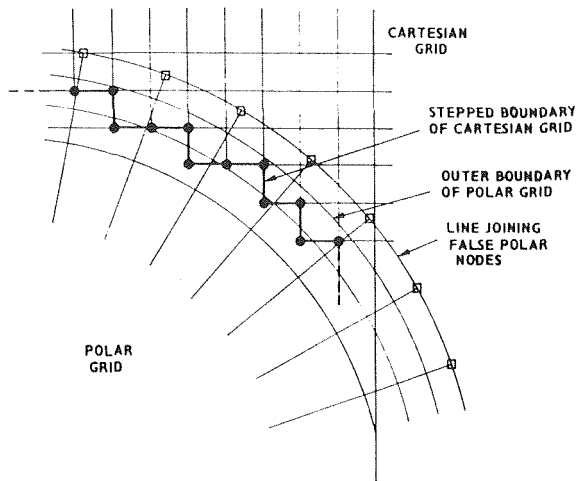 CARTESIAN
GRID
STEPPED BOUNDARY
OF CARTESIAN GRID
OUTER BOUNDARY
OF POLAR GRID
LINE JOINING
FALSE POLAR
NODES
POLAR
GRID